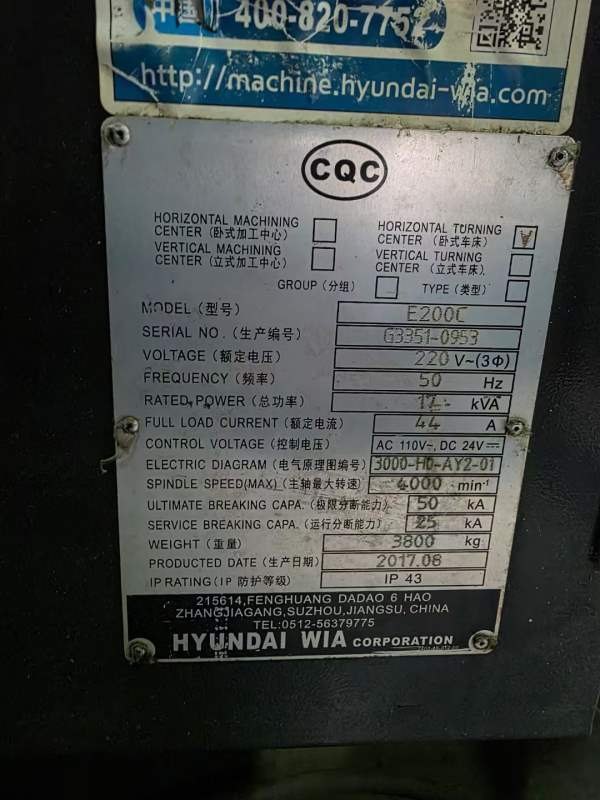 中国 400-820-7752
http://machine.hyundai-wia.com
CQC
HORIZONTAL MACHINING CENTER (卧式加工中心)
HORIZONTAL TURNING CENTER (卧式车床)
VERTICAL MACHINING CENTER (立式加工中心)
VERTICAL TURNING CENTER (立式车床)
GROUP (分组) TYPE (类型)
MODEL (型号) E200C
SERIAL NO. (生产编号) G3351-0953
VOLTAGE (额定电压) 220 V~(3Φ)
FREQUENCY (频率) 50 Hz
RATED POWER (总功率) 17 kVA
FULL LOAD CURRENT (额定电流) 44 A
CONTROL VOLTAGE (控制电压) AC 110V~, DC 24V⎓
ELECTRIC DIAGRAM (电气原理图编号) 3000-H0-AY2-01
SPINDLE SPEED(MAX) (主轴最大转速) 4000 min⁻¹
ULTIMATE BREAKING CAPA. (极限分断能力) 50 kA
SERVICE BREAKING CAPA. (运行分断能力) 25 kA
WEIGHT (重量) 3800 kg
PRODUCTED DATE (生产日期) 2017.08
IP RATING (IP 防护等级) IP 43
215614,FENGHUANG DADAO 6 HAO
ZHANGJIAGANG,SUZHOU,JIANGSU, CHINA
TEL:0512-56379775
HYUNDAI WIA CORPORATION